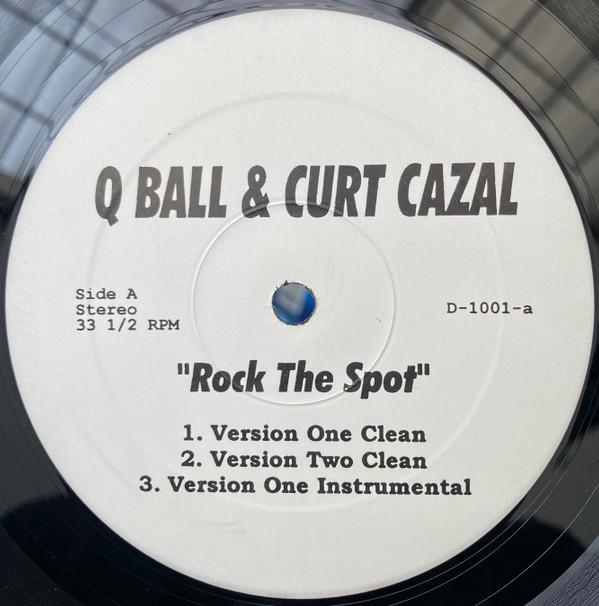 Q BALL & CURT CAZAL
Side A
Stereo
33 1/2 RPM
D-1001-a
"Rock The Spot"
1. Version One Clean
2. Version Two Clean
3. Version One Instrumental